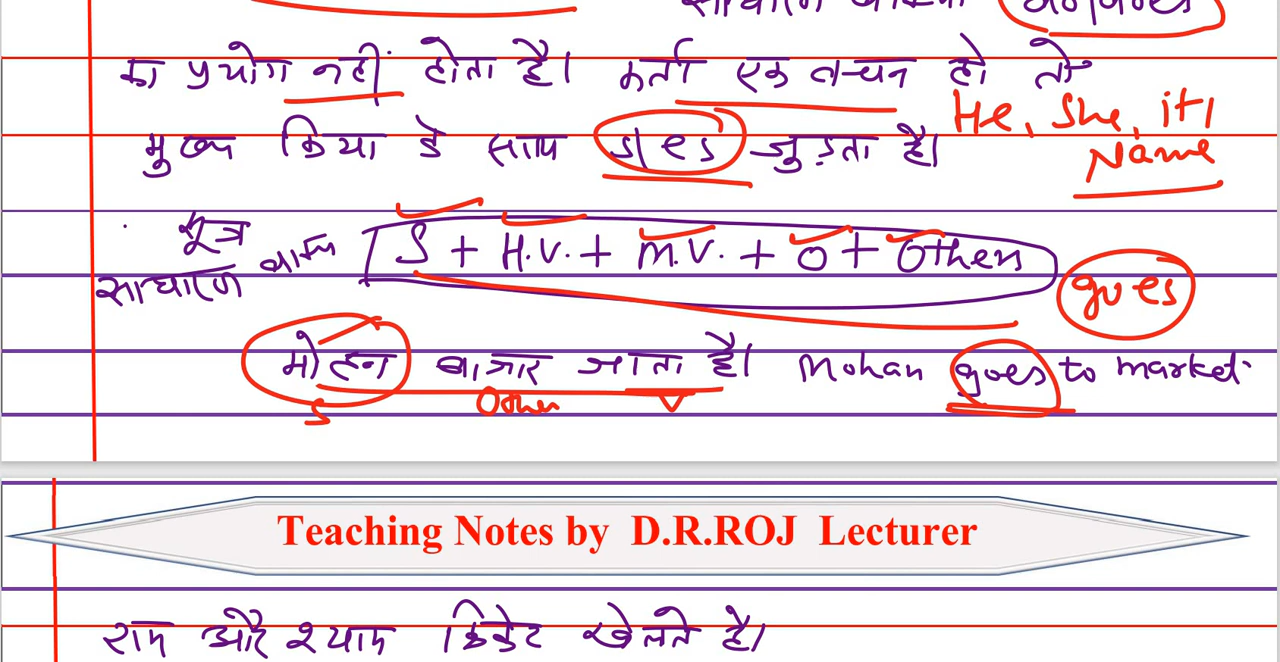 साधारण वाक्यों
का प्रयोग नहीं होता है। कर्ता एक वचन हो तो
He, She, it/
मुख्य क्रिया के साथ s/es जुड़ता है।
Name
सूत्र
साधारण वाक्य S + H.V. + M.V. + O + Others
goes
मोहन बाजार जाता है। Mohan goes to market.
S Other V
Teaching Notes by D.R.ROJ Lecturer
राम और श्याम क्रिकेट खेलते है।